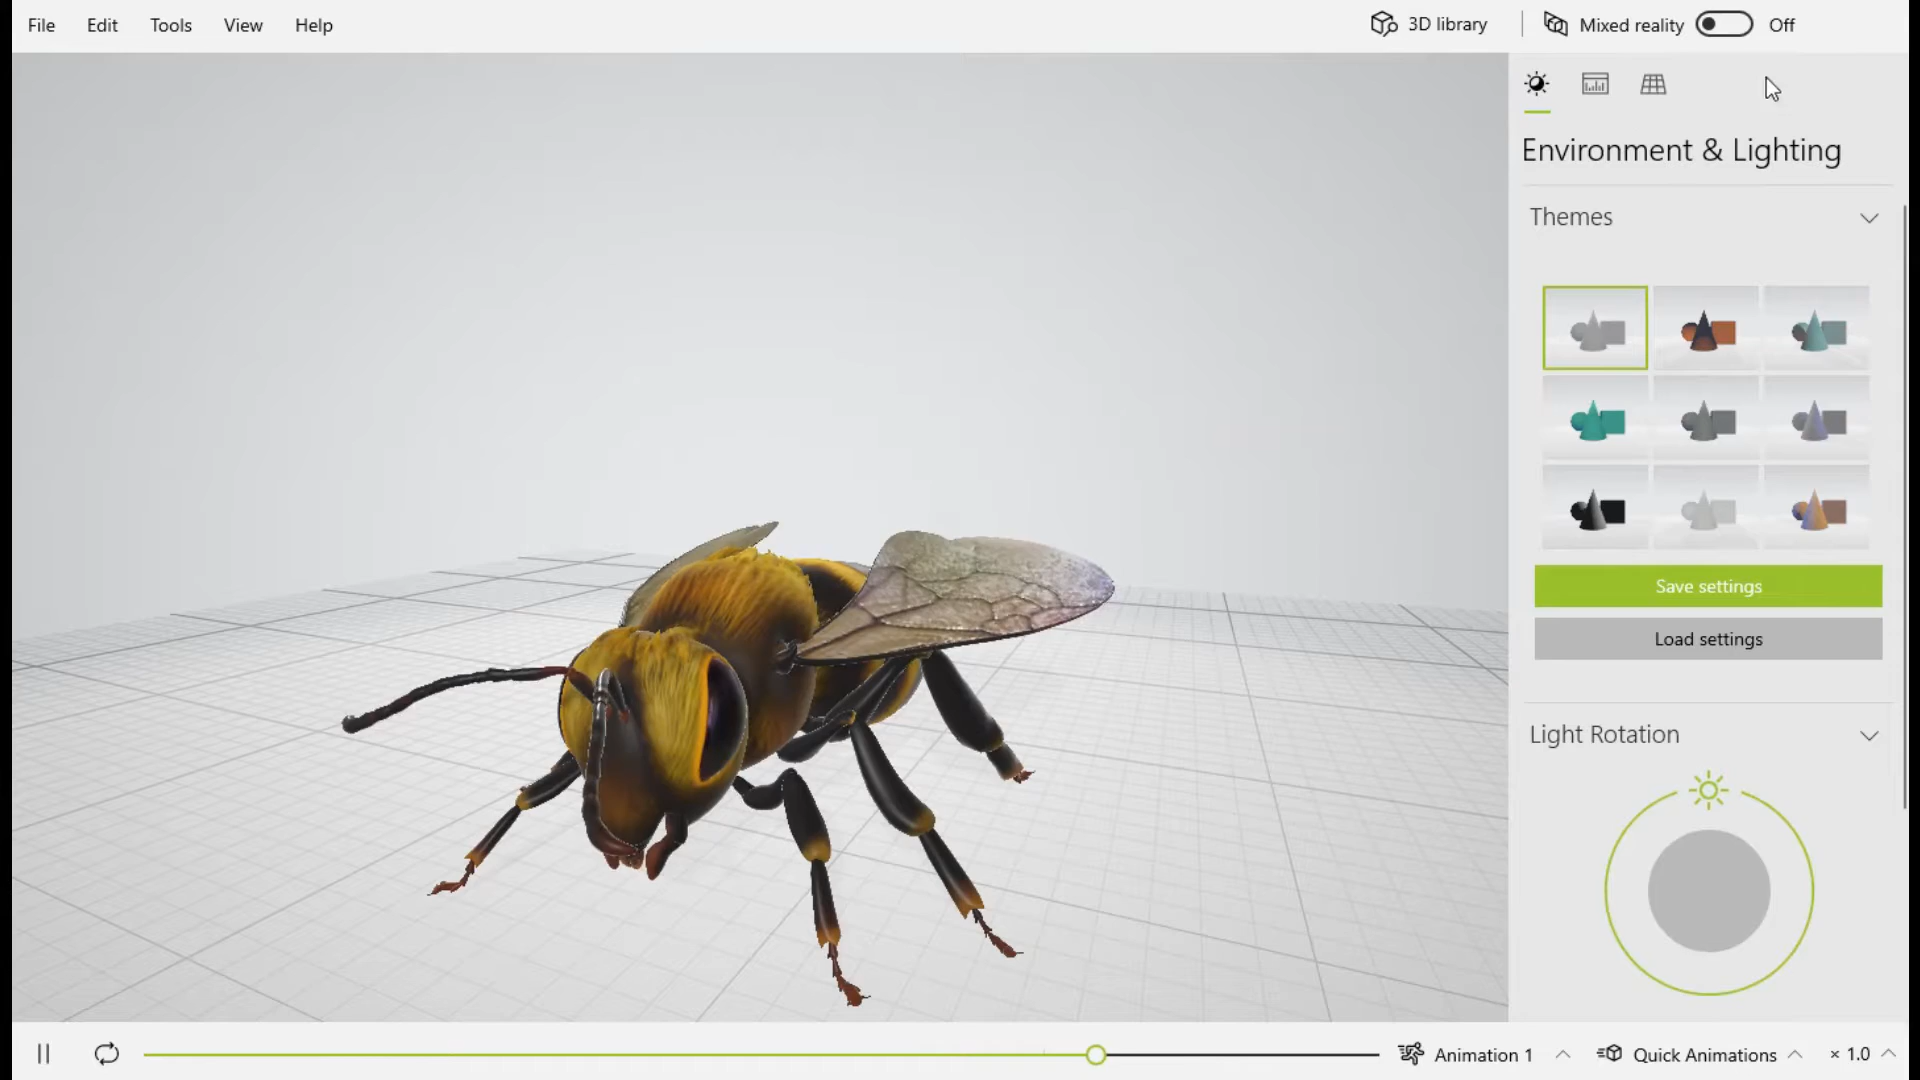 File Edit Tools View Help 3D library Mixed reality Off
Environment & Lighting
Themes
Save settings
Load settings
Light Rotation
Animation 1 Quick Animations × 1.0